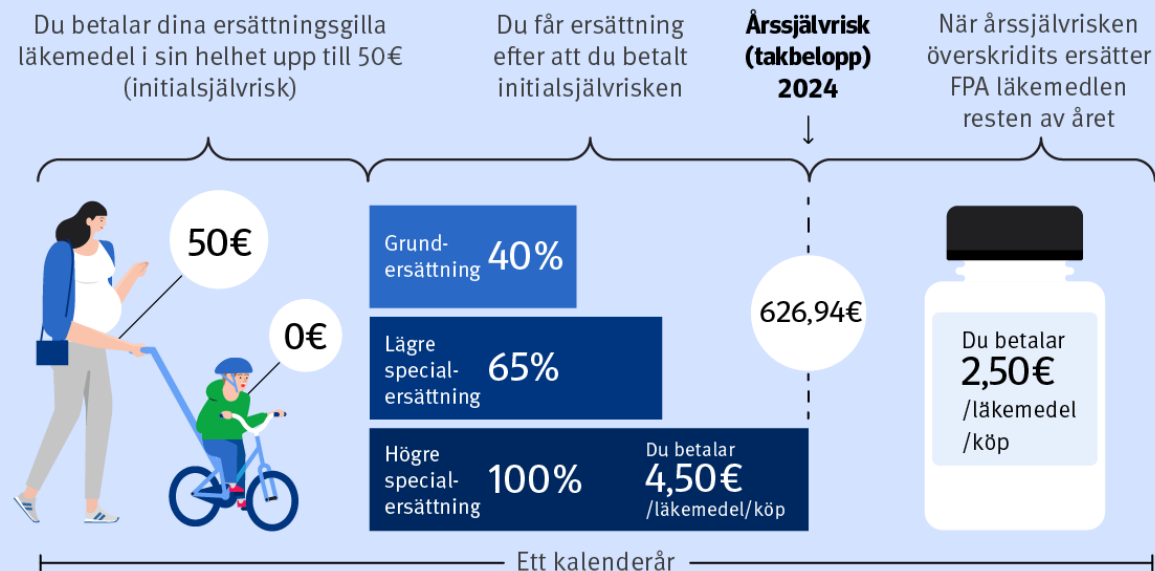 Du betalar dina ersättningsgilla
läkemedel i sin helhet upp till 50€
(initialsjälvrisk)
Du får ersättning
efter att du betalt
initialsjälvrisken
Årssjälvrisk
(takbelopp)
2024
När årssjälvrisken
överskridits ersätter
FPA läkemedlen
resten av året
50€
0€
Grund-
ersättning
40%
Lägre
special-
ersättning
65%
Högre
special-
ersättning
100%
Du betalar
4,50€
/läkemedel/köp
626,94€
Du betalar
2,50€
/läkemedel
/köp
Ett kalenderår